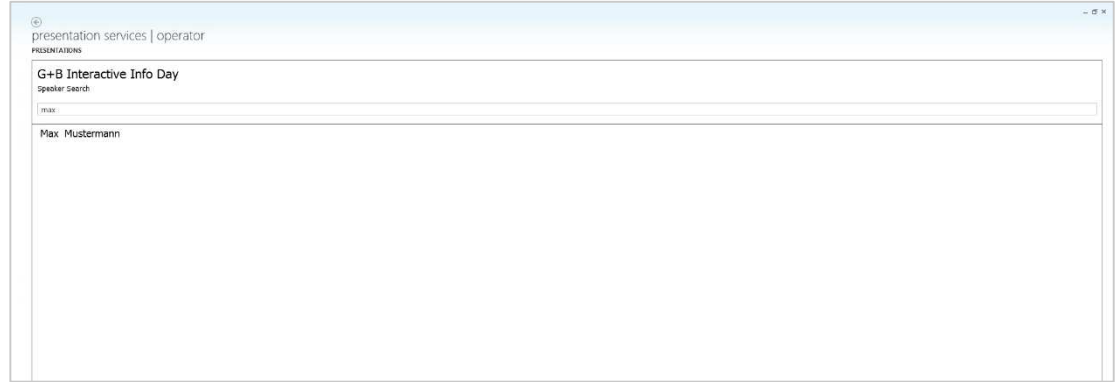 presentation services | operator
PRESENTATIONS
G+B Interactive Info Day
Speaker Search
max
Max Mustermann